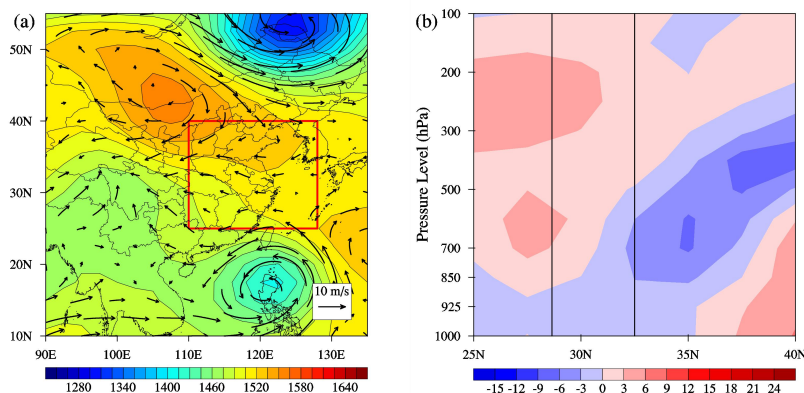 (a)
50N
40N
30N
20N
10N
90E 100E 110E 120E 130E
10 m/s
1280 1340 1400 1460 1520 1580 1640
(b)
Pressure Level (hPa)
100
200
300
500
700
850
925
1000
25N 30N 35N 40N
-15 -12 -9 -6 -3 0 3 6 9 12 15 18 21 24